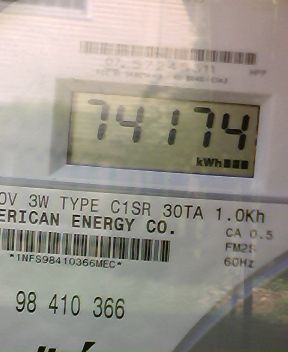 74174
kWh
0V 3W TYPE C1SR 30TA 1.0Kh
ERICAN ENERGY CO.
CA 0.5
FM2S
60Hz
*1NFS98410366MEC*
98 410 366